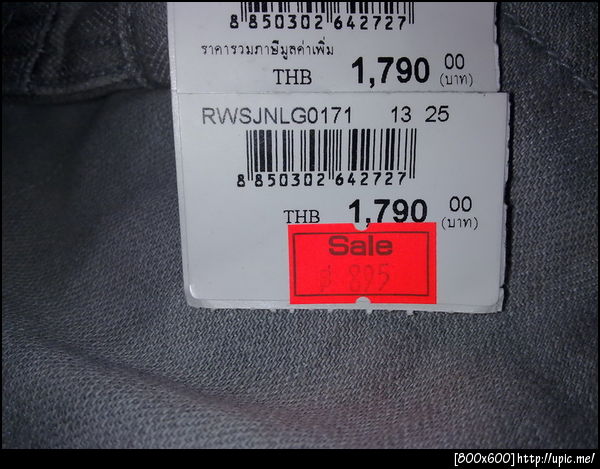 8 850302 642727
ราคารวมภาษีมูลค่าเพิ่ม
THB 1,790 00 (บาท)
RWSJNLG0171 13 25
8 850302 642727
THB 1,790 00 (บาท)
Sale
฿ 895
[800x600]http://upic.me/